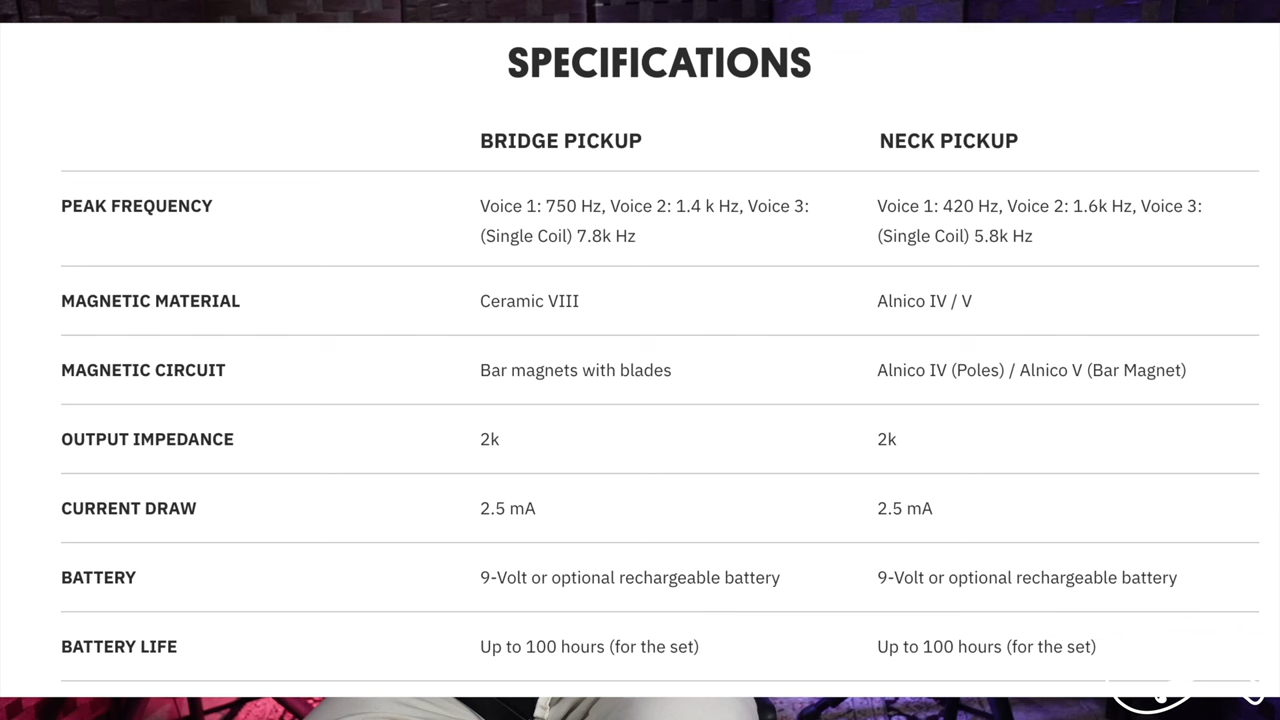 SPECIFICATIONS
BRIDGE PICKUP NECK PICKUP
PEAK FREQUENCY Voice 1: 750 Hz, Voice 2: 1.4 k Hz, Voice 3: Voice 1: 420 Hz, Voice 2: 1.6k Hz, Voice 3:
(Single Coil) 7.8k Hz (Single Coil) 5.8k Hz
MAGNETIC MATERIAL Ceramic VIII Alnico IV / V
MAGNETIC CIRCUIT Bar magnets with blades Alnico IV (Poles) / Alnico V (Bar Magnet)
OUTPUT IMPEDANCE 2k 2k
CURRENT DRAW 2.5 mA 2.5 mA
BATTERY 9-Volt or optional rechargeable battery 9-Volt or optional rechargeable battery
BATTERY LIFE Up to 100 hours (for the set) Up to 100 hours (for the set)